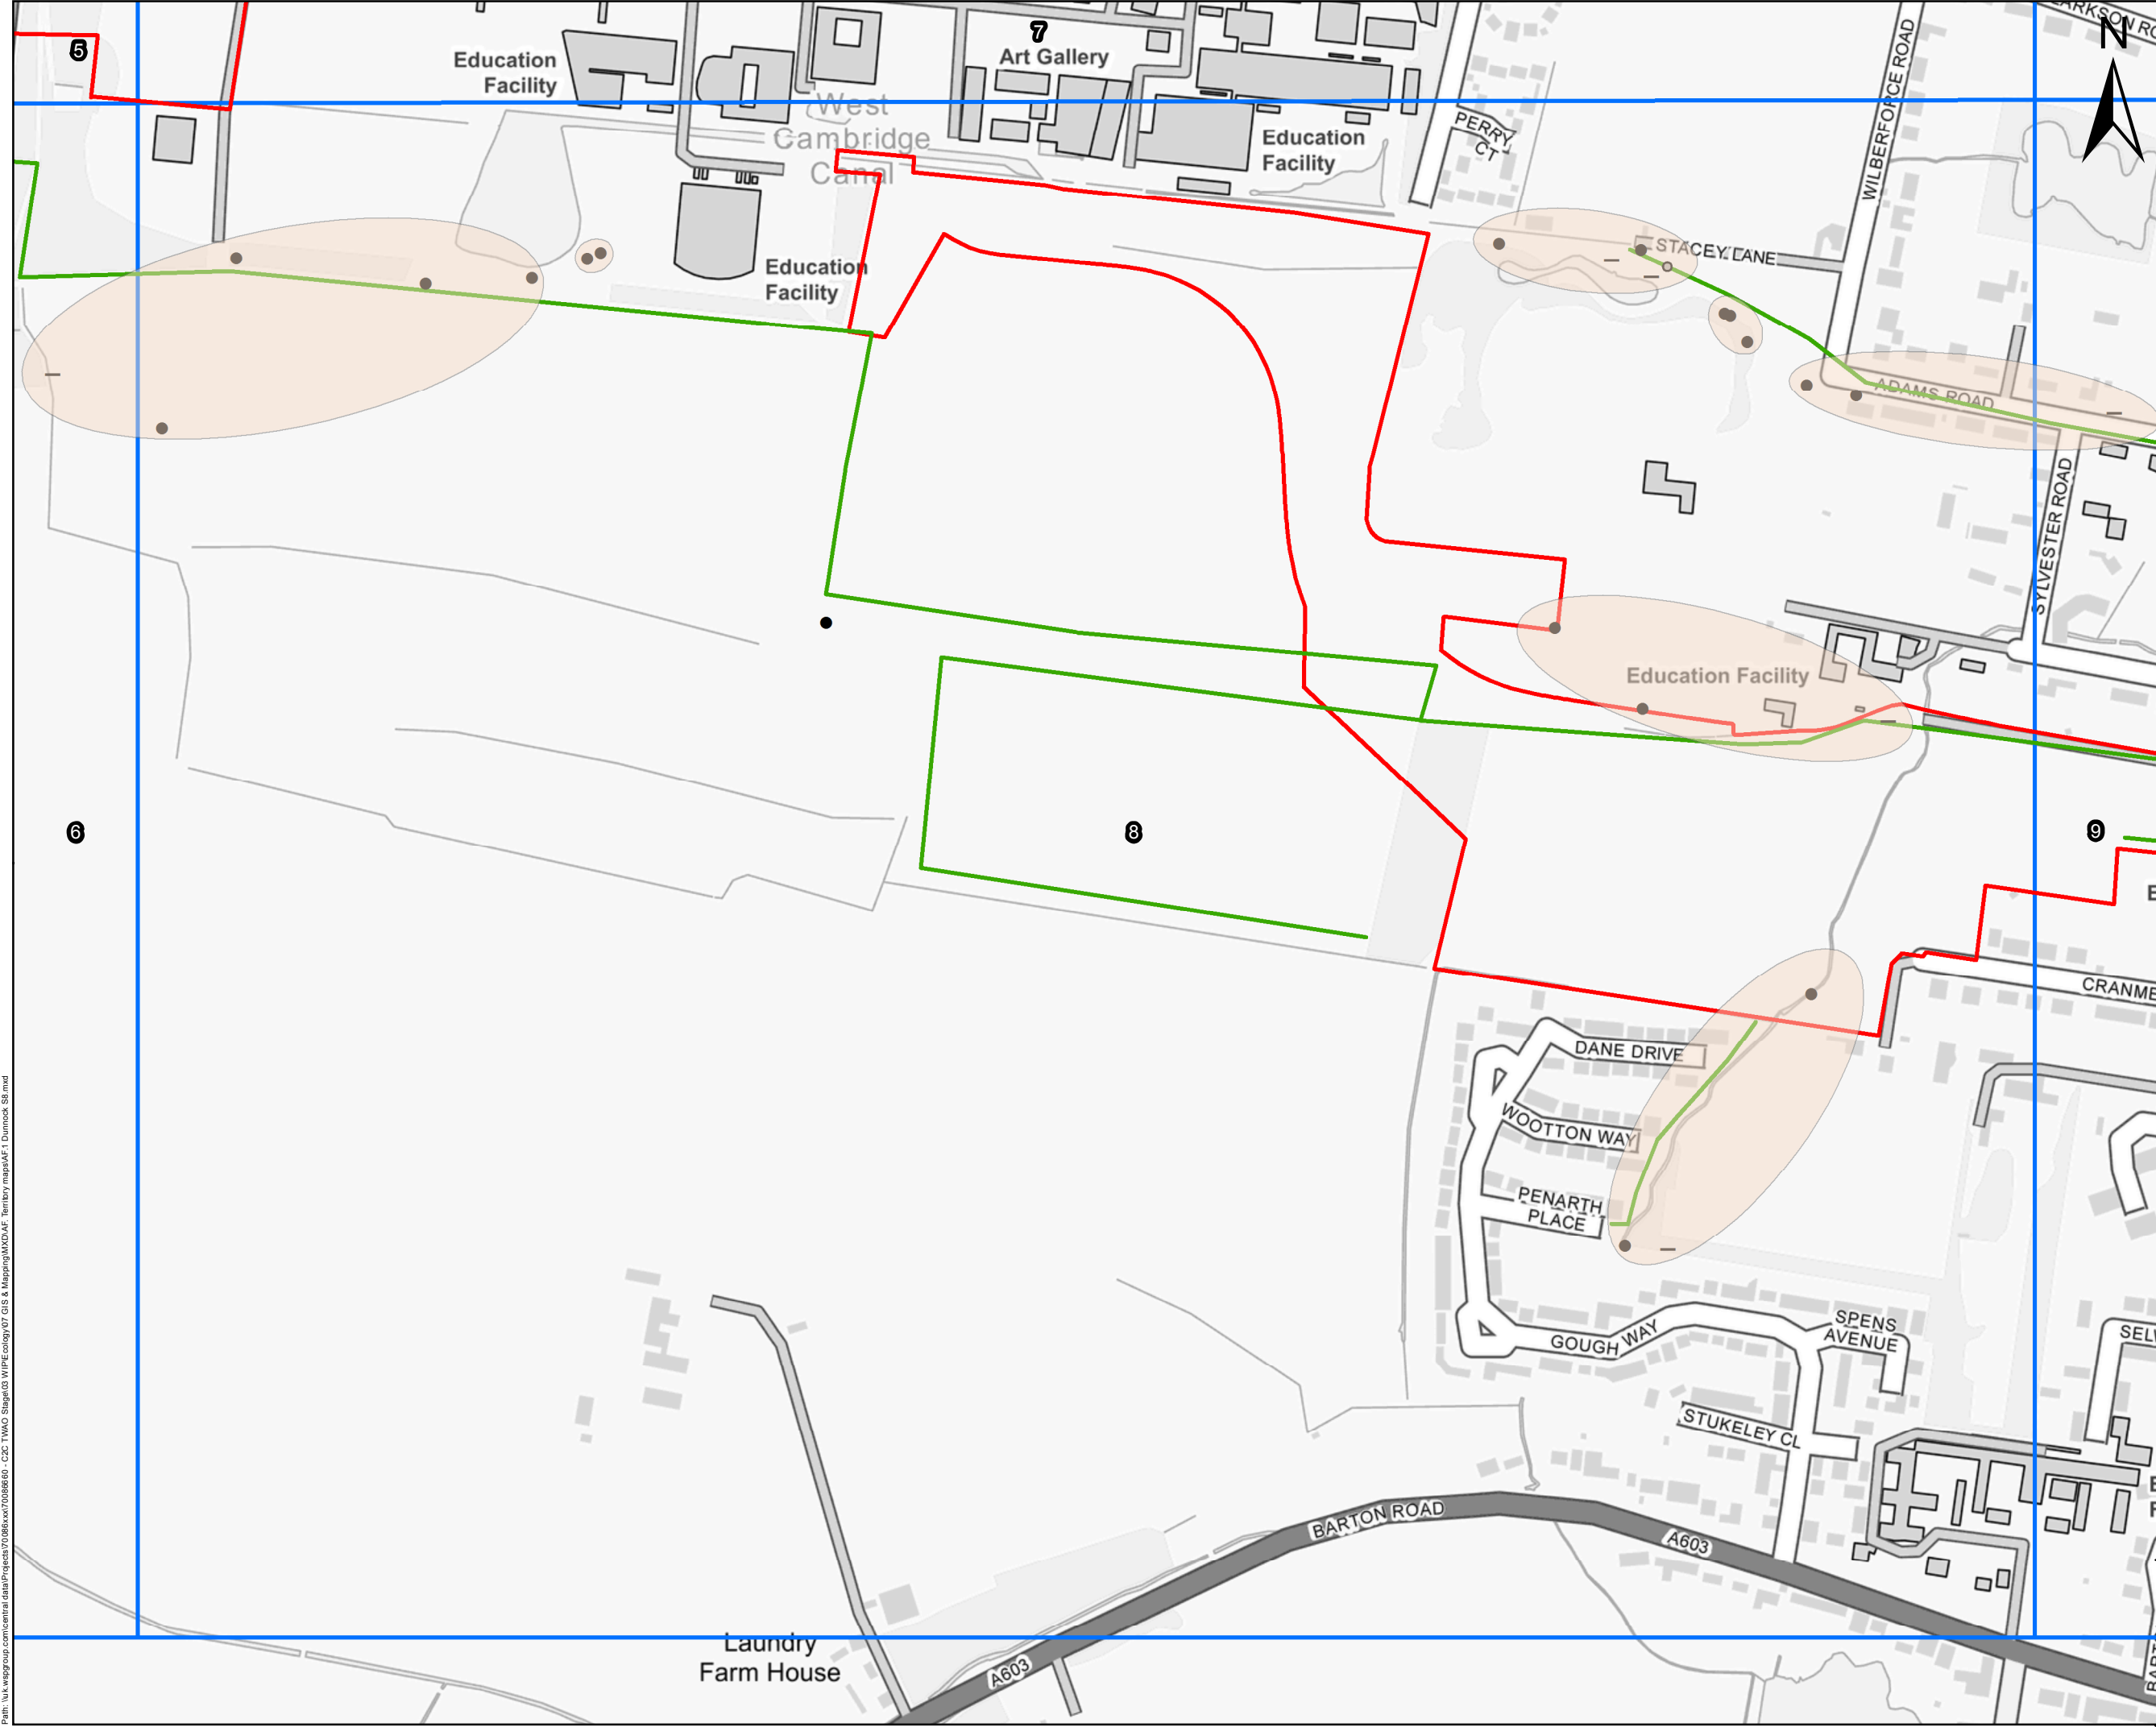 5
Education
Facility
7
Art Gallery
WILBERFORCE ROAD
N
West
Cambridge
Canal
Education
Facility
PERRY
CT
Education
Facility
STACEY LANE
ADAMS ROAD
SYLVESTER ROAD
Education Facility
6
8
9
E
CRANME
DANE DRIVE
WOOTTON WAY
PENARTH
PLACE
GOUGH WAY
SPENS
AVENUE
SELW
STUKELEY CL
BARTON ROAD
A603
E
F
Laundry
Farm House
A603